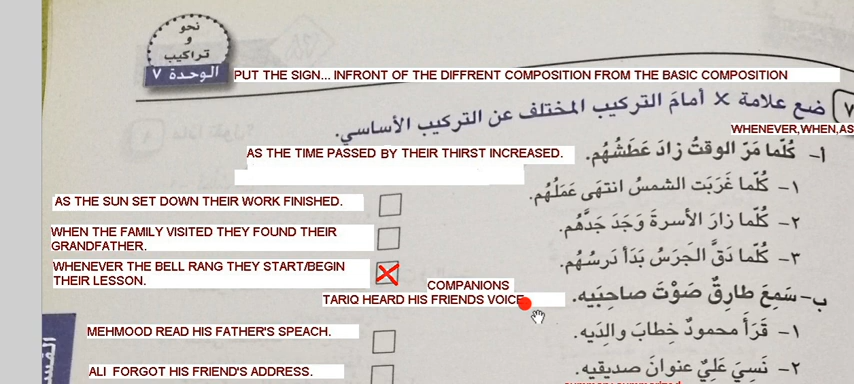 نحو
و
تراكيب
الوحدة ٧
PUT THE SIGN... INFRONT OF THE DIFFRENT COMPOSITION FROM THE BASIC COMPOSITION
٧ ضع علامة X أمامَ التركيب المختلف عن التركيب الأساسي.
WHENEVER,WHEN,AS
أ- كُلَّما مَرّ الوقتُ زادَ عَطَشُهُم.
AS THE TIME PASSED BY THEIR THIRST INCREASED.
١- كُلَّما غَرَبَت الشمسُ انتهَى عَمَلُهُم.
AS THE SUN SET DOWN THEIR WORK FINISHED.
٢- كُلَّما زارَ الأسرةَ وَجَدَ جَدَّهُم.
WHEN THE FAMILY VISITED THEY FOUND THEIR
GRANDFATHER.
٣- كُلَّما دَقَّ الجَرَسُ بَدَأ دَرسُهُم.
WHENEVER THE BELL RANG THEY START/BEGIN
THEIR LESSON.
COMPANIONS
ب- سَمِعَ طارِقٌ صَوْتَ صاحِبَيه.
TARIQ HEARD HIS FRIENDS VOICE
١- قَرَأَ محمودٌ خِطابَ والِدَيه.
MEHMOOD READ HIS FATHER'S SPEACH.
٢- نَسِيَ عَلِيٌّ عنوانَ صديقيه.
ALI FORGOT HIS FRIEND'S ADDRESS.